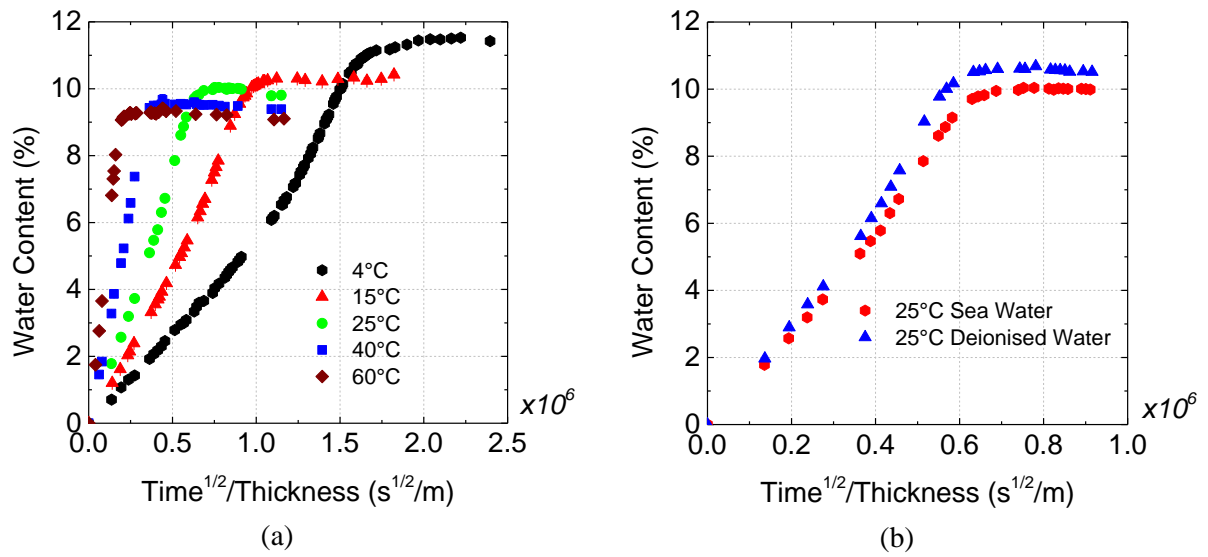 12
10
8
6
4
2
0
Water Content (%)
4°C
15°C
25°C
40°C
60°C
x10^6
0.0 0.5 1.0 1.5 2.0 2.5
Time^1/2/Thickness (s^1/2/m)
(a)
12
10
8
6
4
2
0
Water Content (%)
25°C Sea Water
25°C Deionised Water
x10^6
0.0 0.2 0.4 0.6 0.8 1.0
Time^1/2/Thickness (s^1/2/m)
(b)